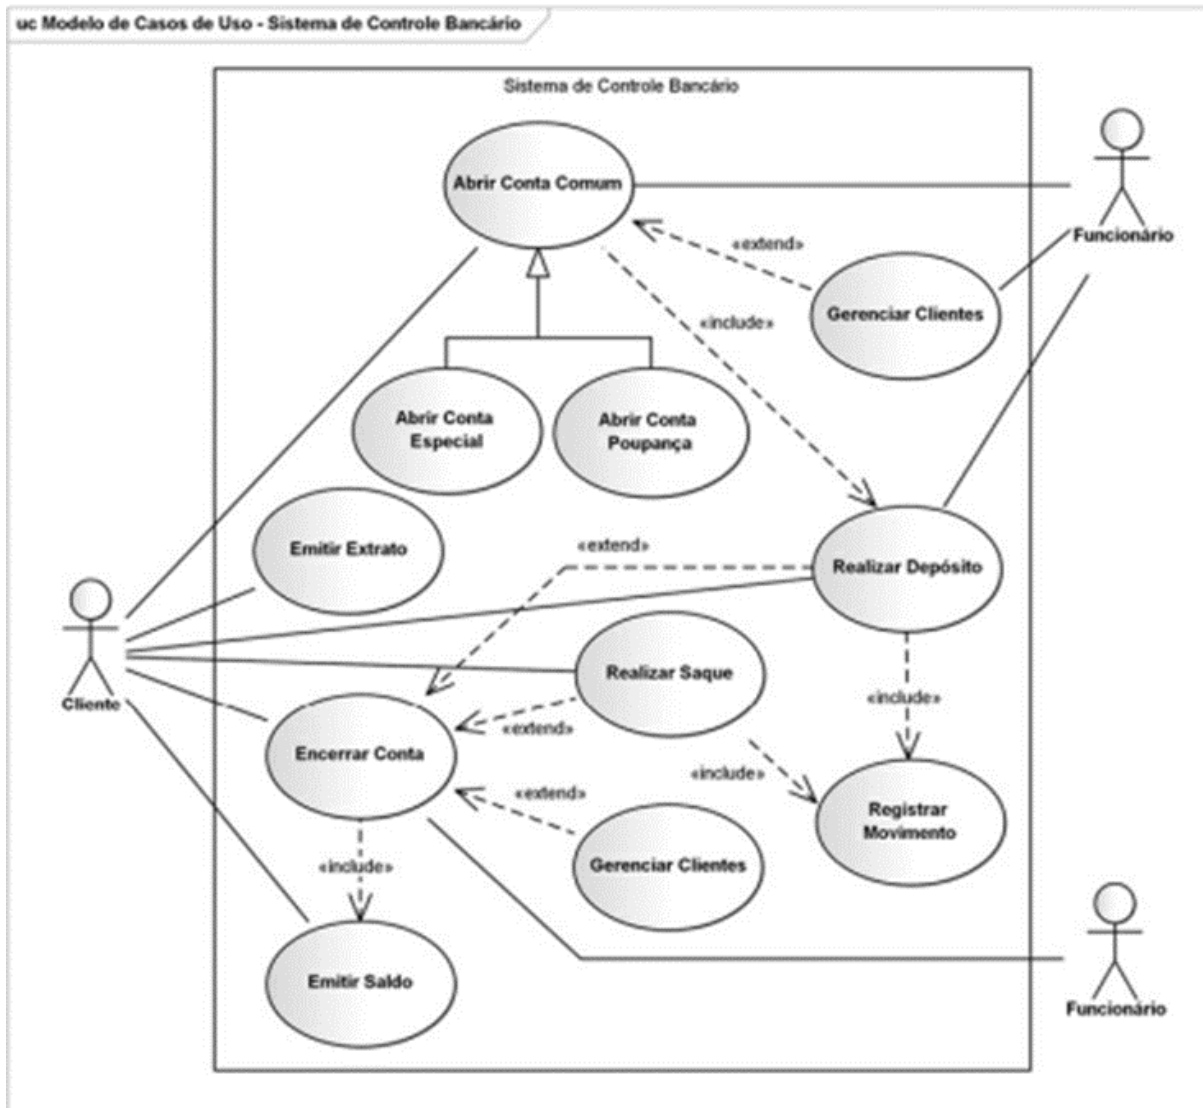 uc Modelo de Casos de Uso - Sistema de Controle Bancário
Sistema de Controle Bancário
Abrir Conta Comum
Funcionário
«extend»
Gerenciar Clientes
«include»
Abrir Conta
Especial
Abrir Conta
Poupança
Emitir Extrato
«extend»
Realizar Depósito
Cliente
Realizar Saque
«include»
«extend»
Encerrar Conta
«include»
«extend»
Registrar
Movimento
«include»
Gerenciar Clientes
Emitir Saldo
Funcionário